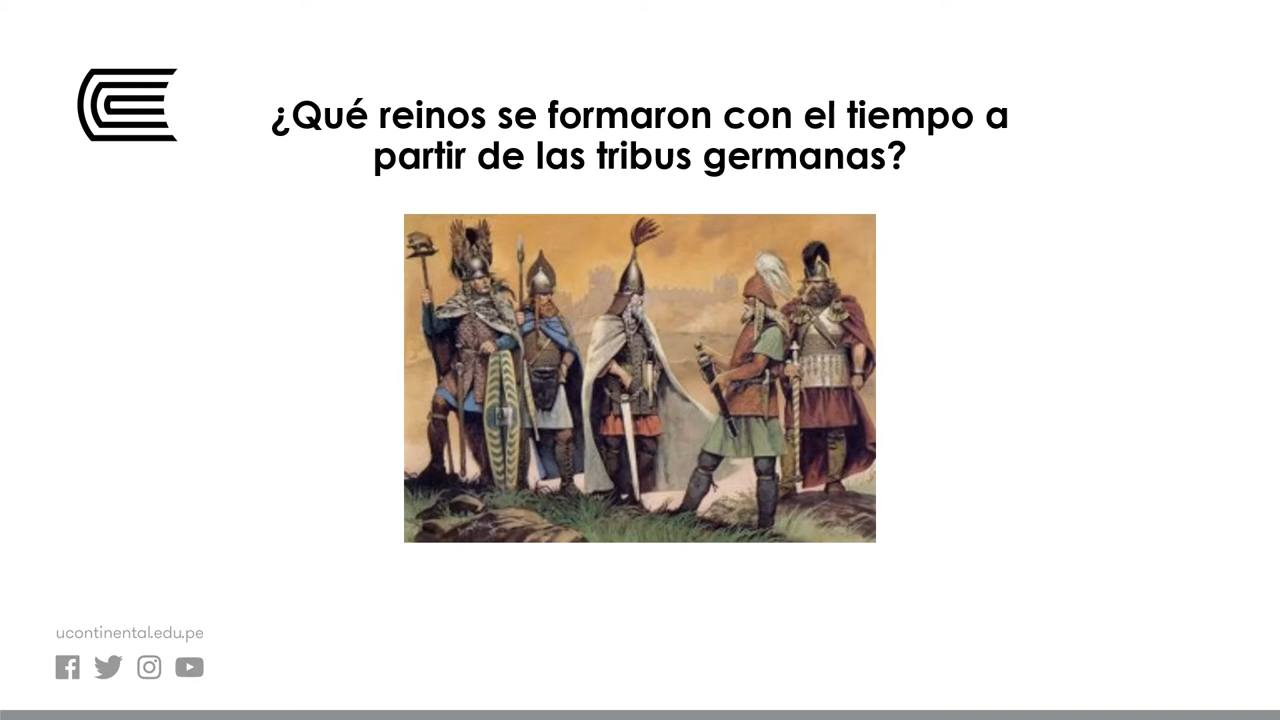 ¿Qué reinos se formaron con el tiempo a
partir de las tribus germanas?
ucontinental.edu.pe